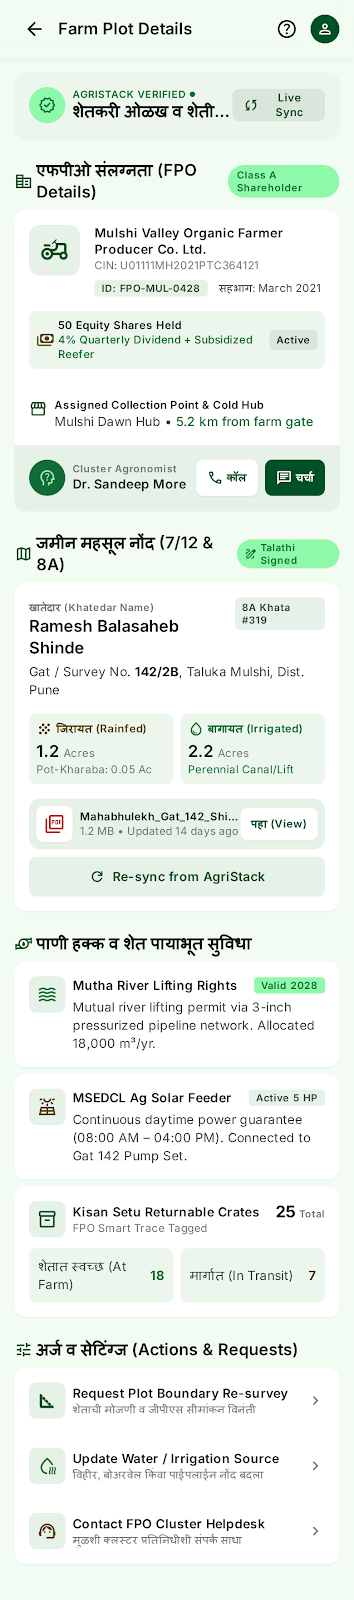 Farm Plot Details
AGRISTACK VERIFIED
शेतकरी ओळख व शेती...
Live
Sync
एफपीओ संलग्नता (FPO
Details)
Class A
Shareholder
Mulshi Valley Organic Farmer
Producer Co. Ltd.
CIN: U01111MH2021PTC364121
ID: FPO-MUL-0428
सहभाग: March 2021
50 Equity Shares Held
4% Quarterly Dividend + Subsidized
Reefer
Active
Assigned Collection Point & Cold Hub
Mulshi Dawn Hub • 5.2 km from farm gate
Cluster Agronomist
Dr. Sandeep More
कॉल
चर्चा
जमीन महसूल नोंद (7/12 &
8A)
Talathi
Signed
खातेदार (Khatedar Name)
Ramesh Balasaheb
Shinde
8A Khata
#319
Gat / Survey No. 142/2B, Taluka Mulshi, Dist.
Pune
जिरायत (Rainfed)
1.2 Acres
Pot-Kharaba: 0.05 Ac
बागायत (Irrigated)
2.2 Acres
Perennial Canal/Lift
PDF
Mahabhulekh_Gat_142_Shi...
1.2 MB • Updated 14 days ago
पहा (View)
Re-sync from AgriStack
पाणी हक्क व शेत पायाभूत सुविधा
Mutha River Lifting Rights
Valid 2028
Mutual river lifting permit via 3-inch
pressurized pipeline network. Allocated
18,000 m³/yr.
MSEDCL Ag Solar Feeder
Active 5 HP
Continuous daytime power guarantee
(08:00 AM – 04:00 PM). Connected to
Gat 142 Pump Set.
Kisan Setu Returnable Crates
FPO Smart Trace Tagged
25 Total
शेतात स्वच्छ (At
Farm)
18
मार्गात (In Transit)
7
अर्ज व सेटिंग्ज (Actions & Requests)
Request Plot Boundary Re-survey
शेताची मोजणी व जीपीएस सीमांकन विनंती
Update Water / Irrigation Source
विहीर, बोअरवेल किंवा पाईपलाईन नोंद बदला
Contact FPO Cluster Helpdesk
मुळशी क्लस्टर प्रतिनिधीशी संपर्क साधा